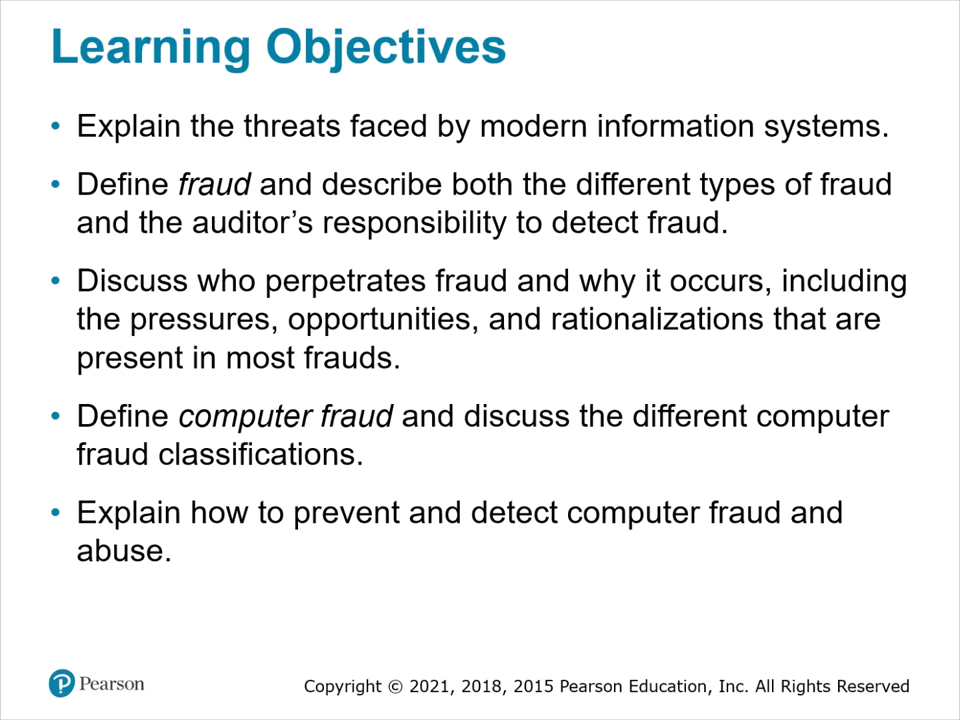 Learning Objectives
• Explain the threats faced by modern information systems.
• Define fraud and describe both the different types of fraud
and the auditor’s responsibility to detect fraud.
• Discuss who perpetrates fraud and why it occurs, including
the pressures, opportunities, and rationalizations that are
present in most frauds.
• Define computer fraud and discuss the different computer
fraud classifications.
• Explain how to prevent and detect computer fraud and
abuse.
Pearson
Copyright © 2021, 2018, 2015 Pearson Education, Inc. All Rights Reserved